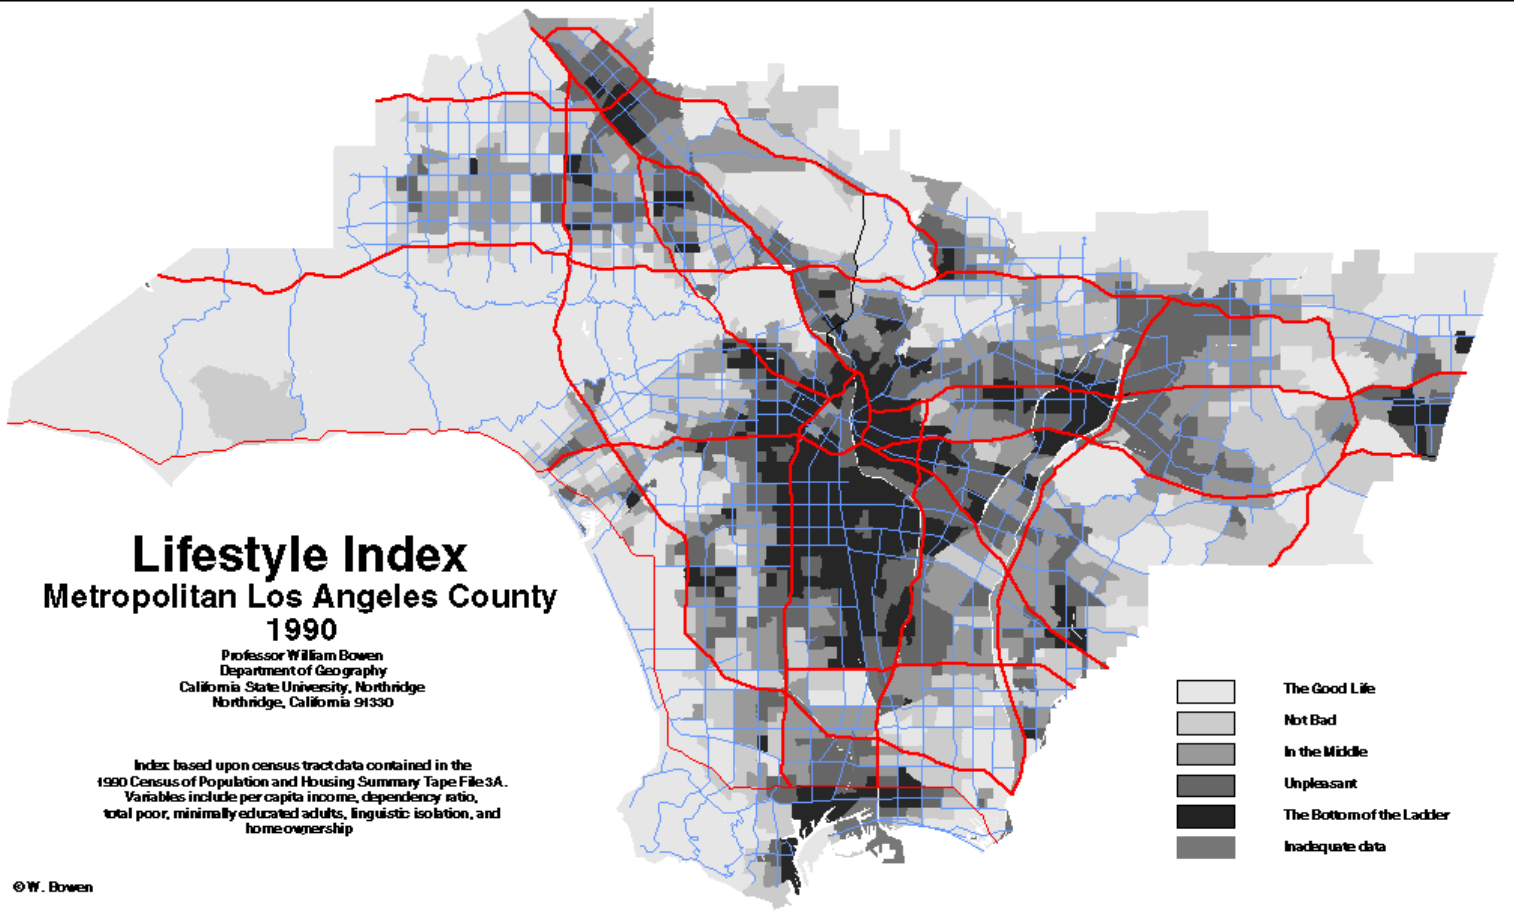 Lifestyle Index
Metropolitan Los Angeles County
1990
Professor William Bowen
Department of Geography
California State University, Northridge
Northridge, California 91330
Index based upon census tract data contained in the
1990 Census of Population and Housing Summary Tape File 3A.
Variables include per capita income, dependency ratio,
total poor, minimally educated adults, linguistic isolation, and
home ownership
© W. Bowen
The Good Life
Not Bad
In the Middle
Unpleasant
The Bottom of the Ladder
Inadequate data